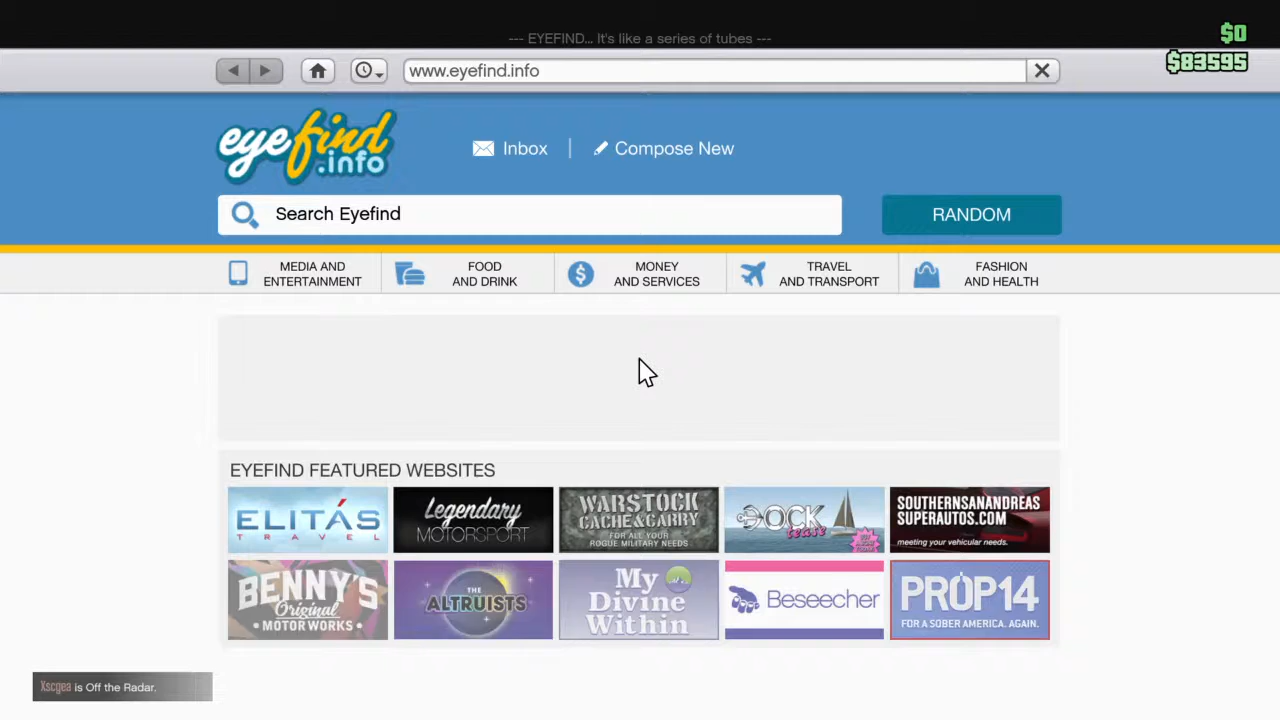 --- EYEFIND... It's like a series of tubes ---
$0
$83595
www.eyefind.info
eyefind
.info
Inbox
Compose New
Search Eyefind
RANDOM
MEDIA AND
ENTERTAINMENT
FOOD
AND DRINK
MONEY
AND SERVICES
TRAVEL
AND TRANSPORT
FASHION
AND HEALTH
EYEFIND FEATURED WEBSITES
ELITÁS
TRAVEL
Legendary
MOTORSPORT
WARSTOCK
CACHE&CARRY
FOR ALL YOUR
ROGUE MILITARY NEEDS
DOCK
tease
SOUTHERNSANANDREAS
SUPERAUTOS.COM
meeting your vehicular needs.
BENNY'S
Original
• MOTOR WORKS •
THE
ALTRUISTS
My
Divine
Within
Beseecher
PROP14
FOR A SOBER AMERICA. AGAIN.
Xscgea is Off the Radar.